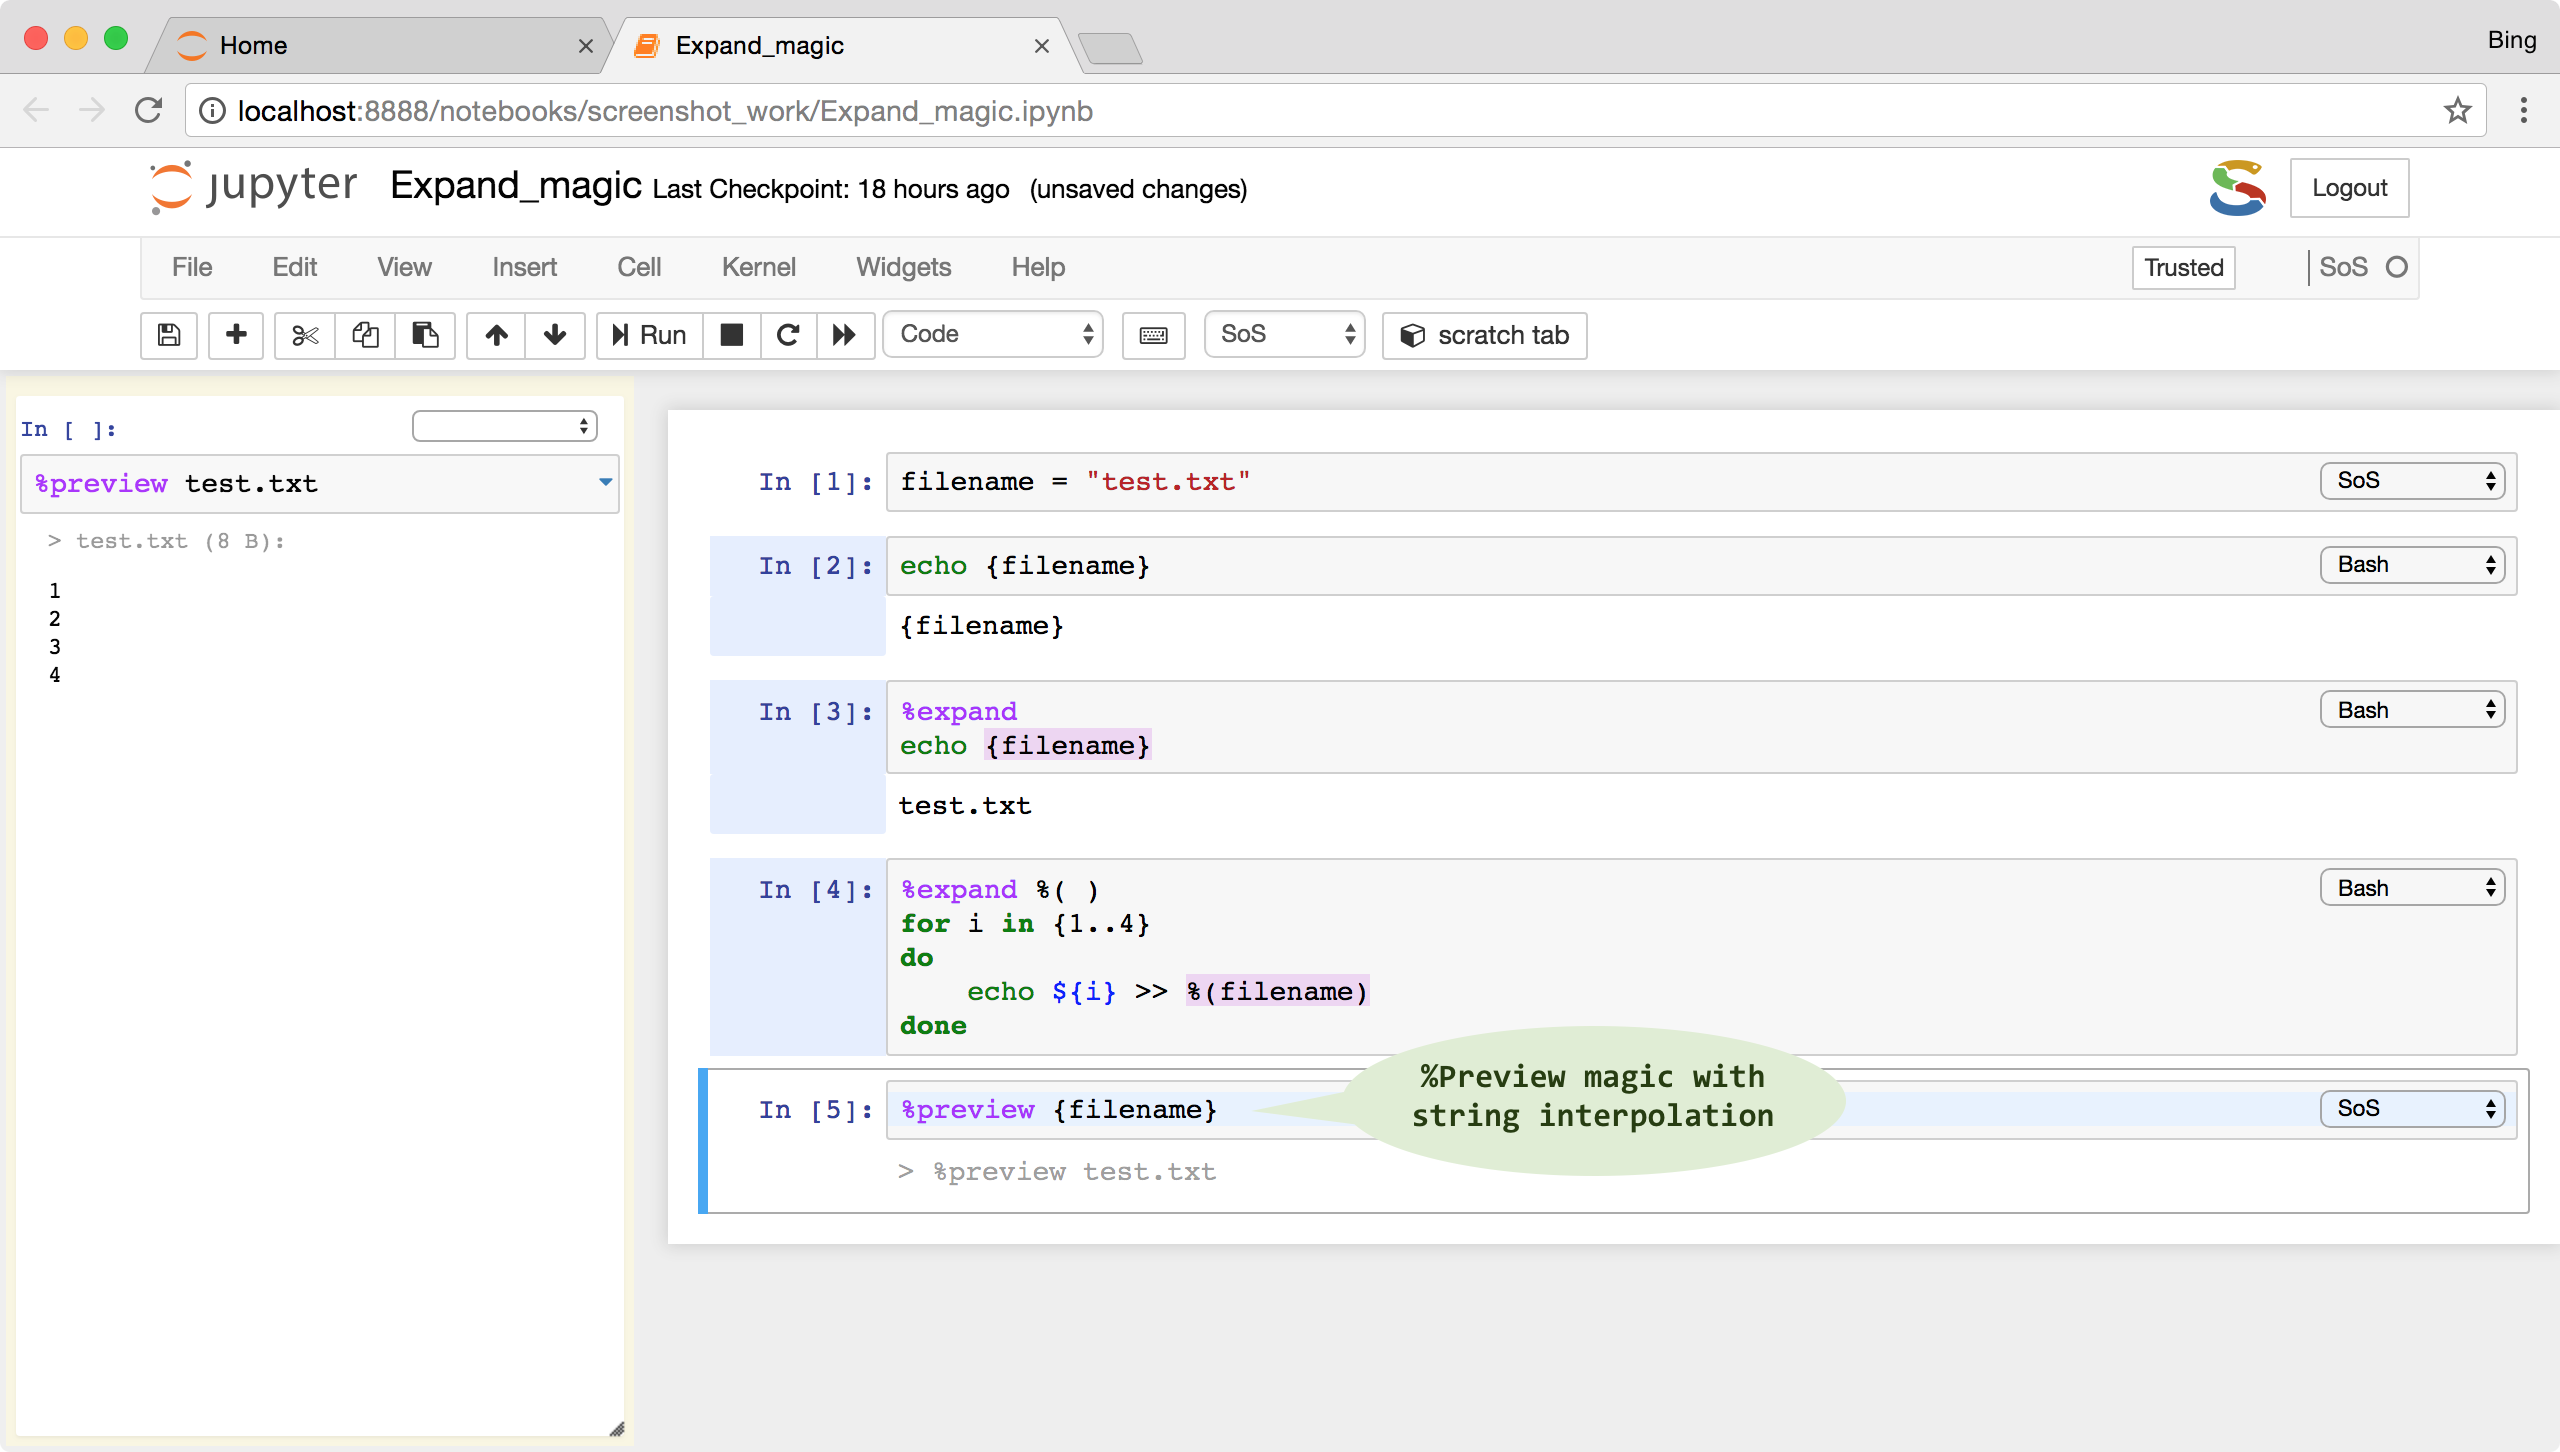 Home
Expand_magic
Bing
localhost:8888/notebooks/screenshot_work/Expand_magic.ipynb
jupyter Expand_magic Last Checkpoint: 18 hours ago (unsaved changes)
Logout
File Edit View Insert Cell Kernel Widgets Help
Trusted
SoS
Run
Code
SoS
scratch tab
In [ ]:
%preview test.txt
> test.txt (8 B):
1
2
3
4
In [1]: filename = "test.txt"
SoS
In [2]: echo {filename}
Bash
{filename}
In [3]: %expand
Bash
echo {filename}
test.txt
In [4]: %expand %( )
Bash
for i in {1..4}
do
echo ${i} >> %(filename)
done
In [5]: %preview {filename}
SoS
> %preview test.txt
%Preview magic with
string interpolation